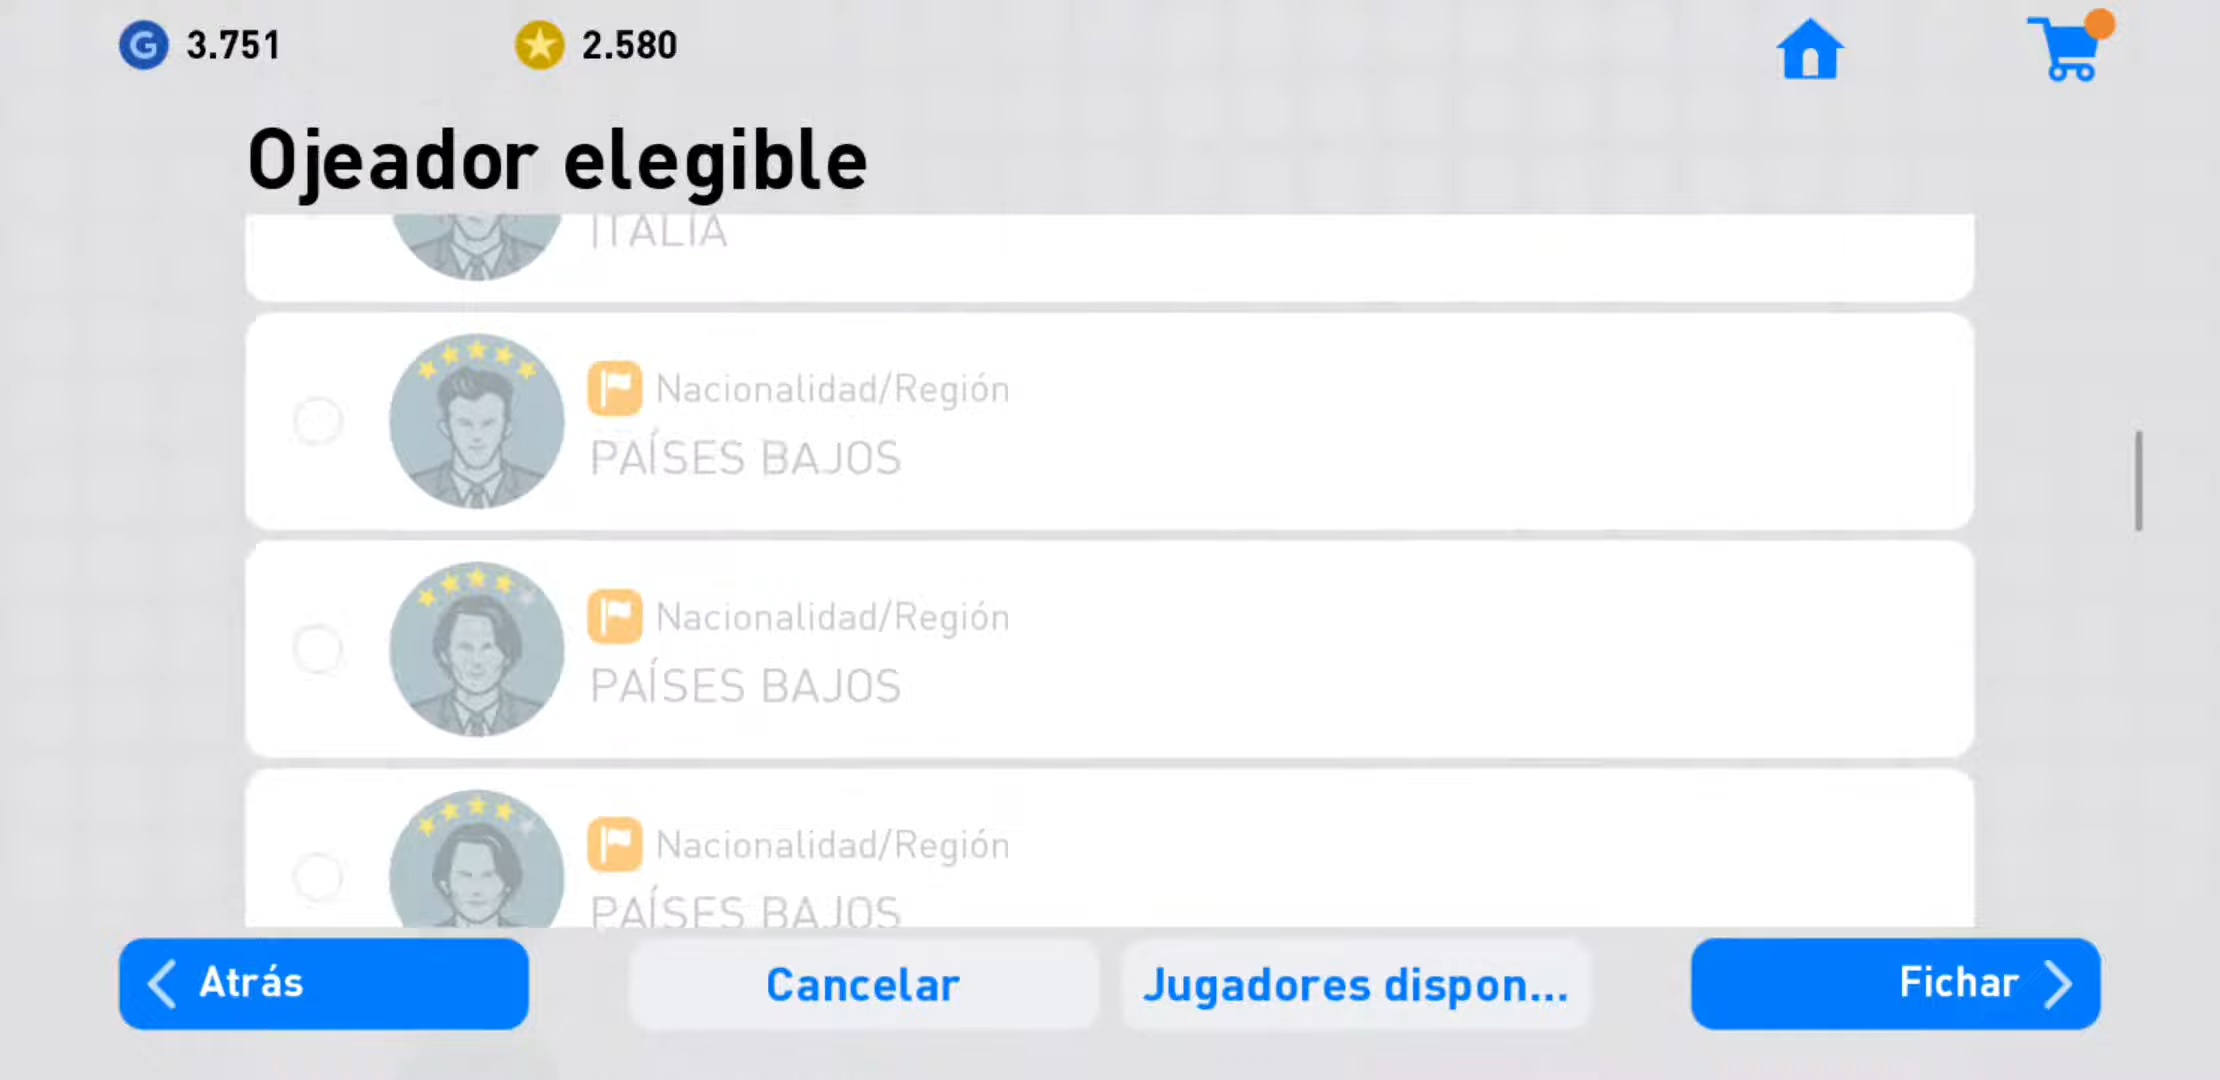 G 3.751
2.580
Ojeador elegible
ITALIA
Nacionalidad/Región
PAÍSES BAJOS
Nacionalidad/Región
PAÍSES BAJOS
Nacionalidad/Región
PAÍSES BAJOS
Atrás
Cancelar
Jugadores dispon...
Fichar